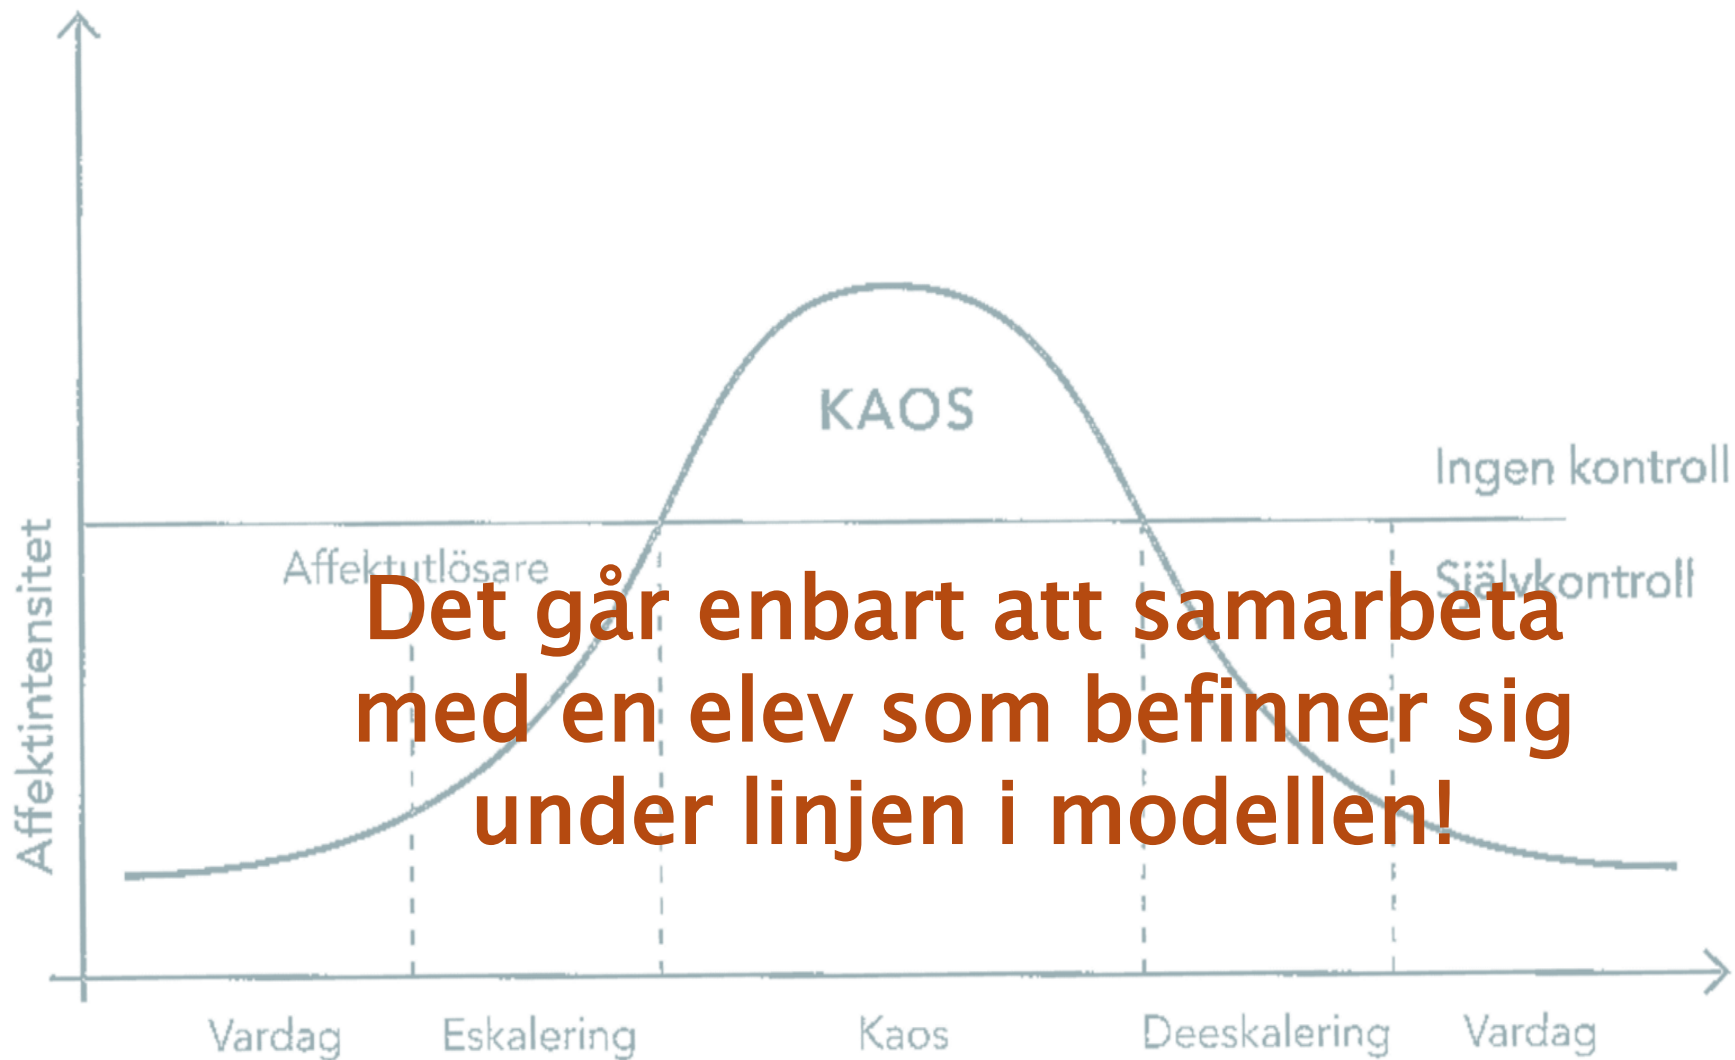 KAOS
Ingen kontroll
Affektintensitet
Affektutlösare
Självkontroll
Det går enbart att samarbeta
med en elev som befinner sig
under linjen i modellen!
Vardag Eskalering Kaos Deeskalering Vardag